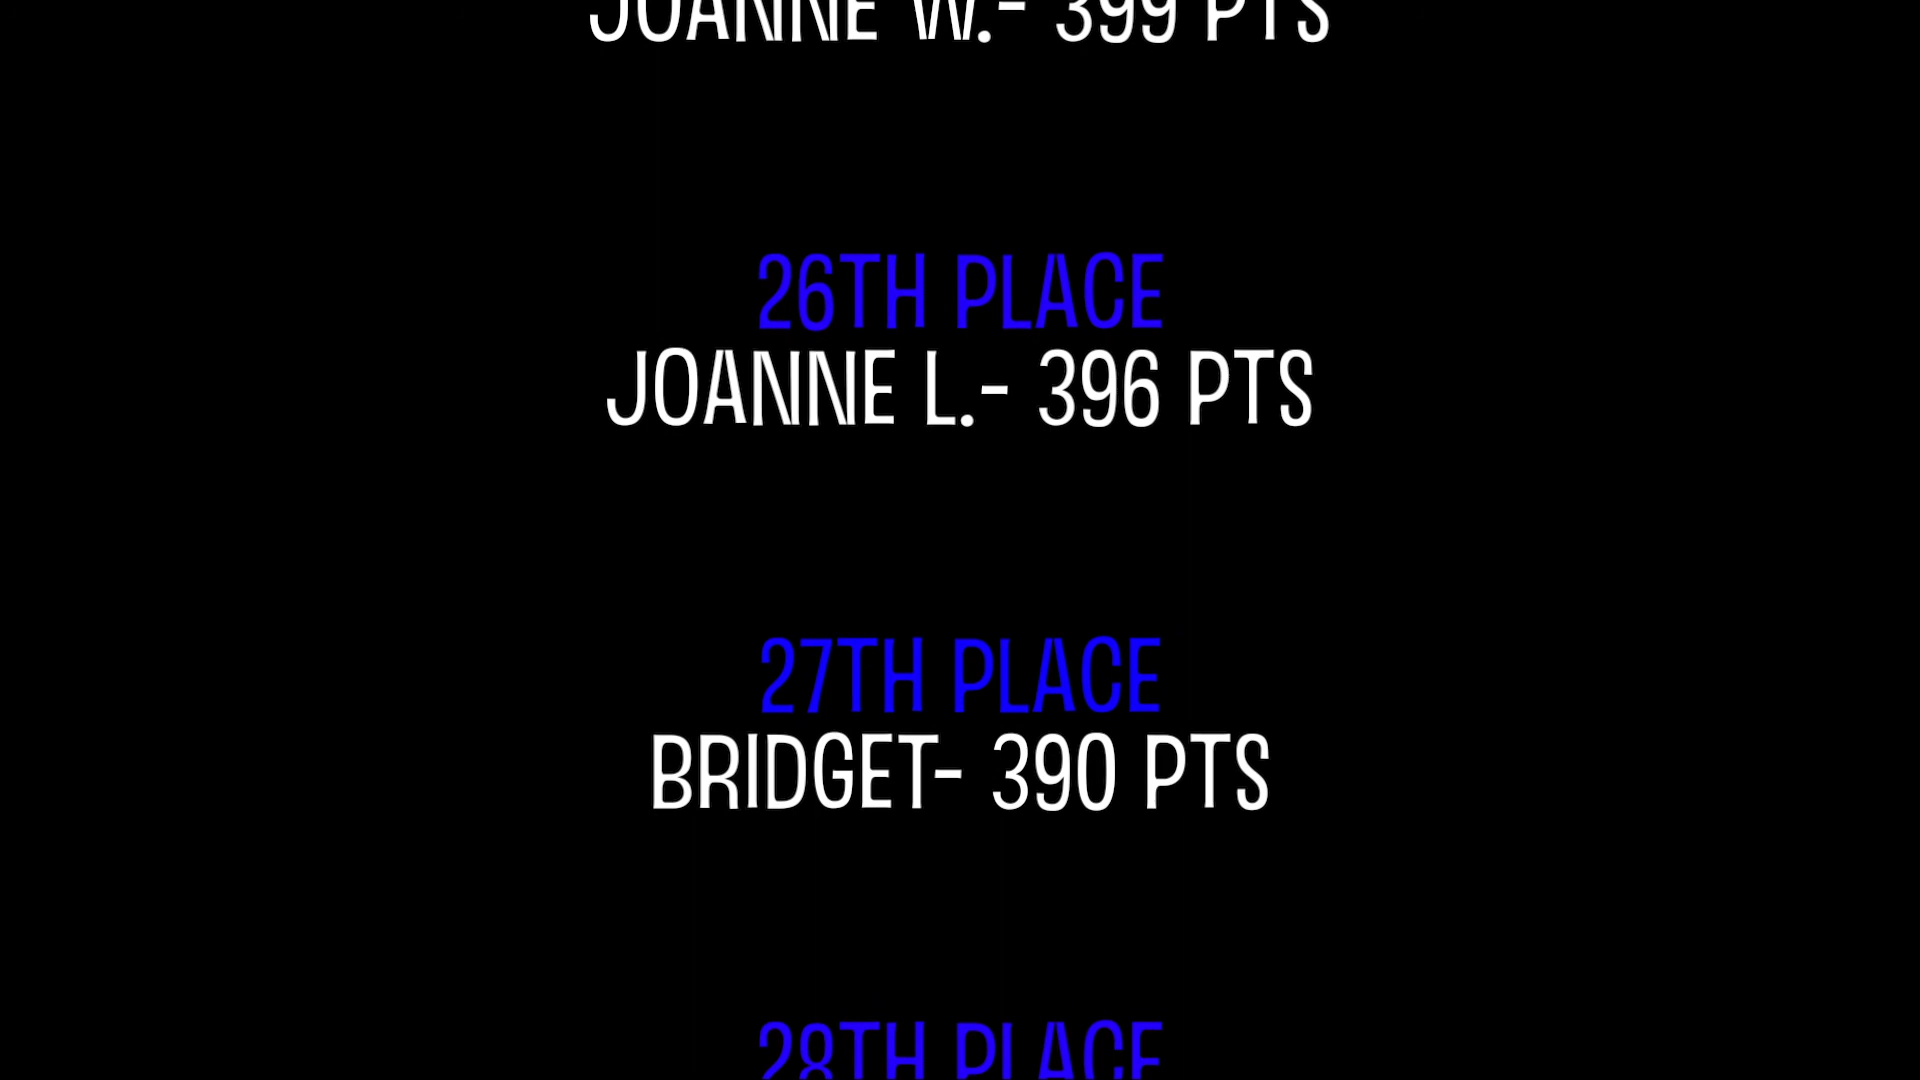 JOANNE W.- 399 PTS
26TH PLACE
JOANNE L.- 396 PTS
27TH PLACE
BRIDGET- 390 PTS
28TH PLACE